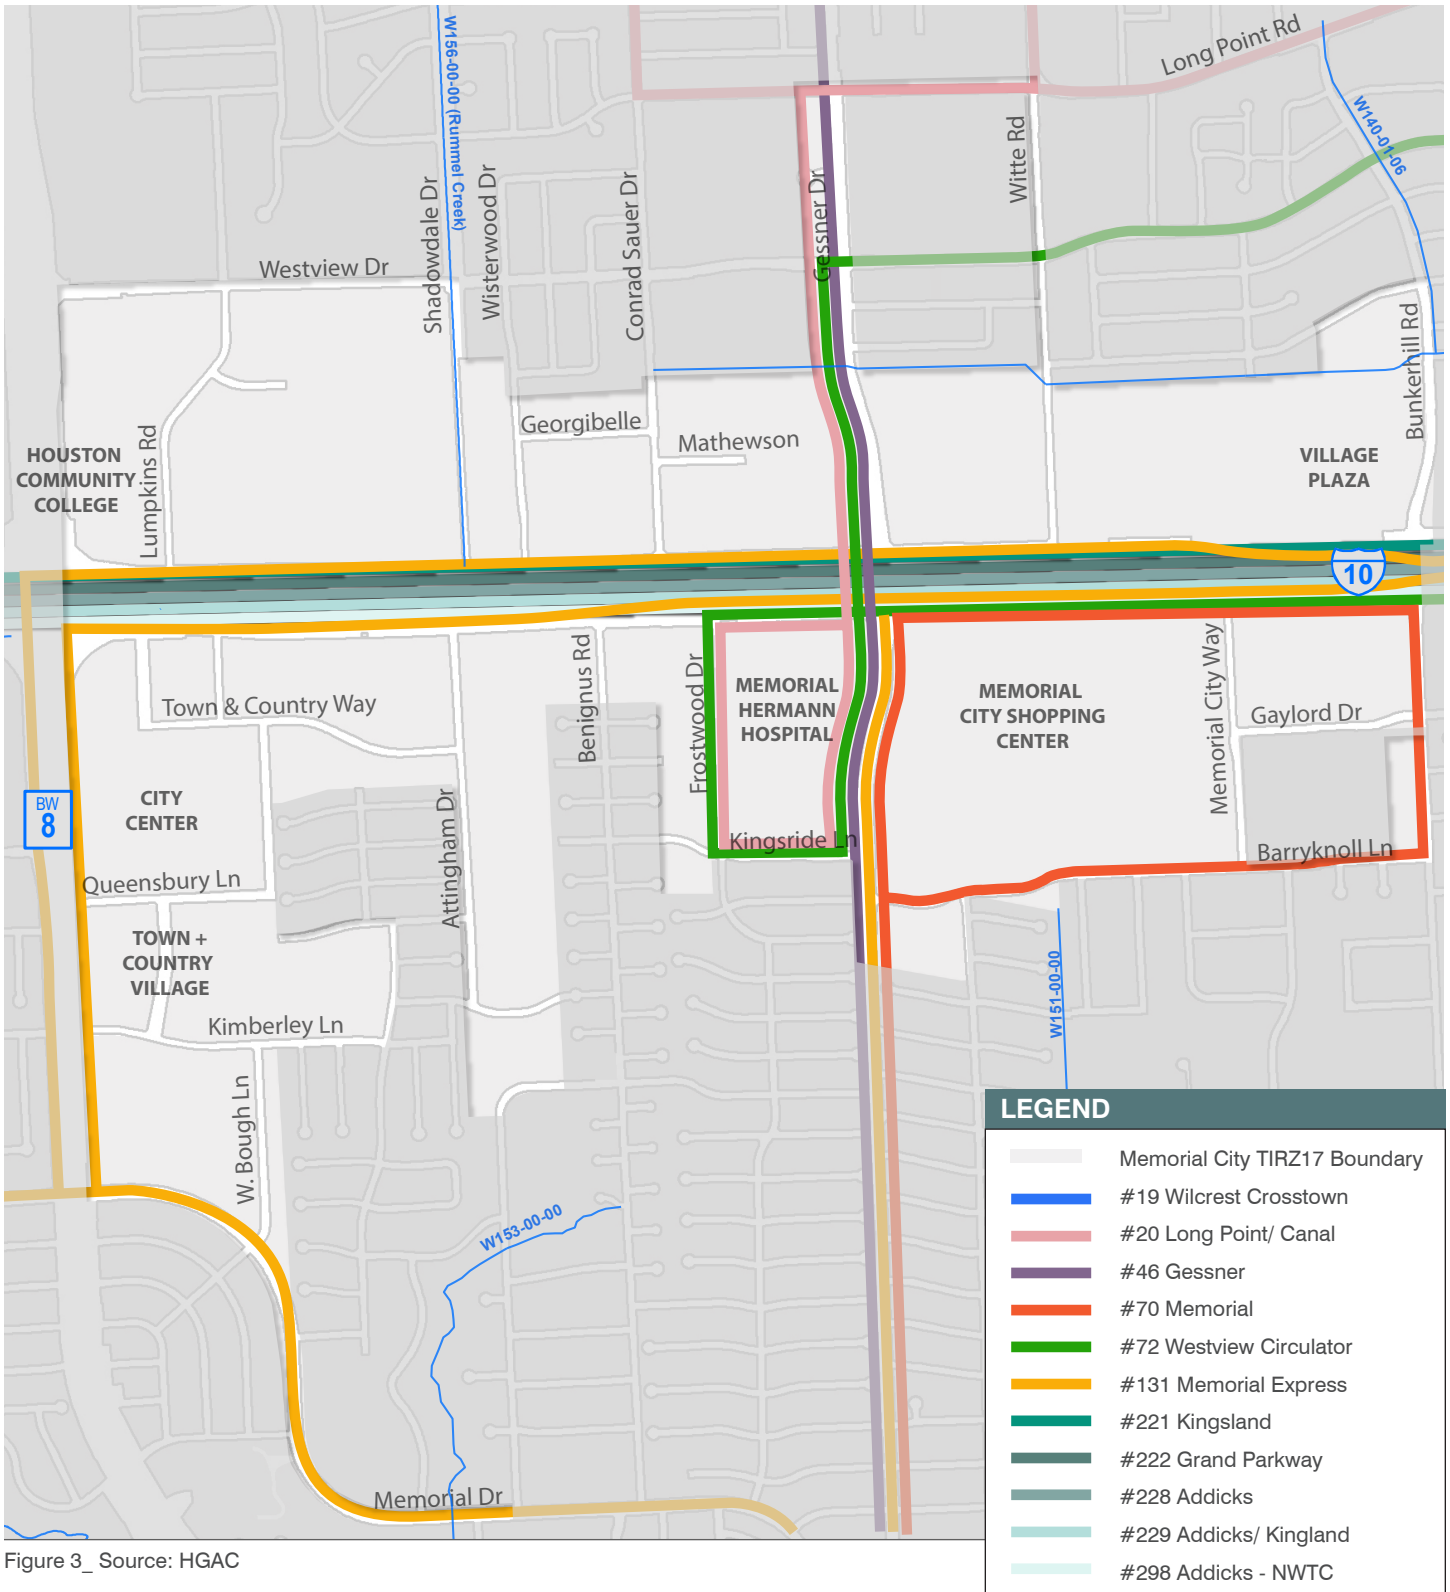 Long Point Rd
W156-00-00 (Rummel Creek)
W140-01-06
Witte Rd
Wisterwood Dr
Shadowdale Dr
Conrad Sauer Dr
Gessner Dr
Westview Dr
Bunkerhill Rd
Georgibelle
Mathewson
Lumpkins Rd
HOUSTON
COMMUNITY
COLLEGE
VILLAGE
PLAZA
10
Benignus Rd
Frostwood Dr
MEMORIAL
HERMANN
HOSPITAL
MEMORIAL
CITY SHOPPING
CENTER
Memorial City Way
Gaylord Dr
Town & Country Way
CITY
CENTER
BW
8
Attingham Dr
Kingsride Ln
Barryknoll Ln
Queensbury Ln
TOWN +
COUNTRY
VILLAGE
W151-00-00
Kimberley Ln
W. Bough Ln
W153-00-00
Memorial Dr
LEGEND
Memorial City TIRZ17 Boundary
#19 Wilcrest Crosstown
#20 Long Point/ Canal
#46 Gessner
#70 Memorial
#72 Westview Circulator
#131 Memorial Express
#221 Kingsland
#222 Grand Parkway
#228 Addicks
#229 Addicks/ Kingland
#298 Addicks - NWTC
Figure 3_ Source: HGAC